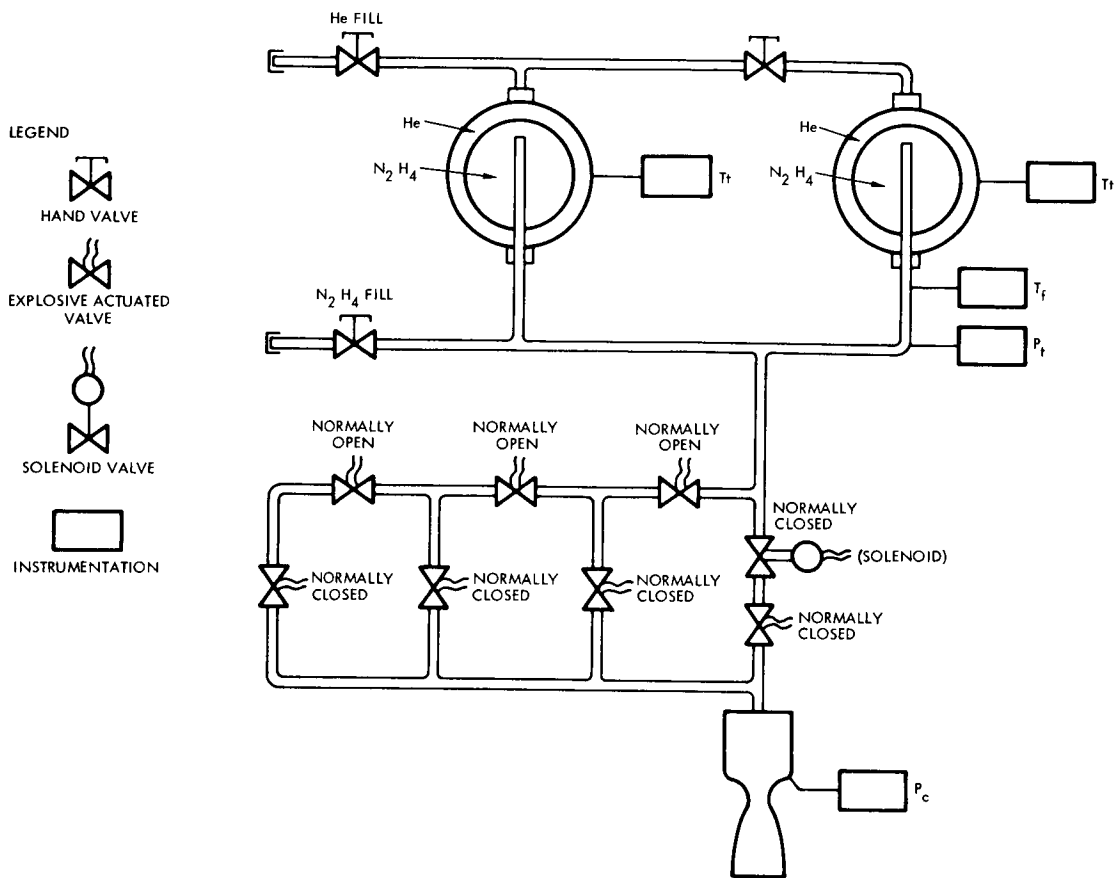 He FILL
LEGEND
HAND VALVE
EXPLOSIVE ACTUATED
VALVE
SOLENOID VALVE
INSTRUMENTATION
He
N2 H4
Tt
He
N2 H4
Tt
N2 H4 FILL
Tf
Pt
NORMALLY
OPEN
NORMALLY
OPEN
NORMALLY
OPEN
NORMALLY
CLOSED
(SOLENOID)
NORMALLY
CLOSED
NORMALLY
CLOSED
NORMALLY
CLOSED
NORMALLY
CLOSED
Pc